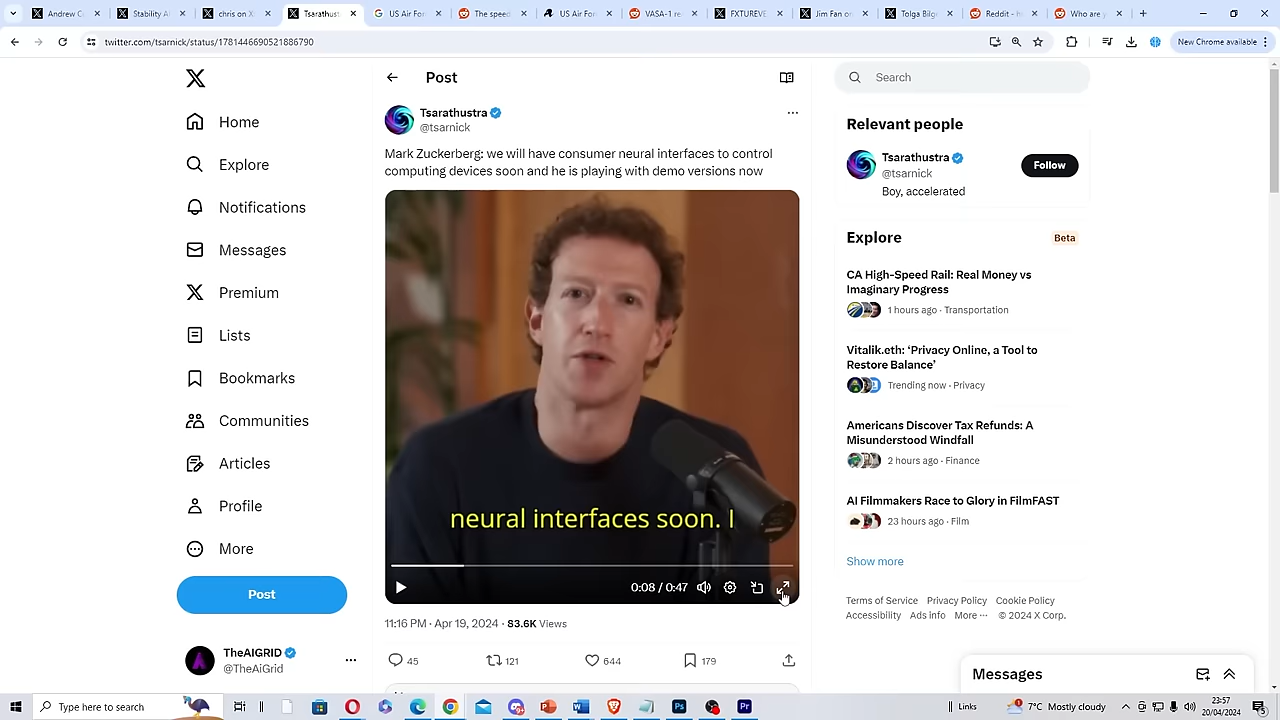 Andrew C
Stability AI
chris on X
Tsarathust
US Air For
The speed
US Air For
VASA-1 re
FUTUREVE
Jim Fan on
Tolga Bilge
Reddit - h
Who are y
twitter.com/tsarnick/status/1781446690521886790
New Chrome available
Home
Explore
Notifications
Messages
Premium
Lists
Bookmarks
Communities
Articles
Profile
More
Post
TheAIGRID
@TheAiGrid
Post
Tsarathustra
@tsarnick
Mark Zuckerberg: we will have consumer neural interfaces to control
computing devices soon and he is playing with demo versions now
neural interfaces soon. I
0:08 / 0:47
11:16 PM · Apr 19, 2024 · 83.6K Views
45
121
644
179
Search
Relevant people
Tsarathustra
@tsarnick
Follow
Boy, accelerated
Explore
Beta
CA High-Speed Rail: Real Money vs
Imaginary Progress
1 hours ago · Transportation
Vitalik.eth: ‘Privacy Online, a Tool to
Restore Balance’
Trending now · Privacy
Americans Discover Tax Refunds: A
Misunderstood Windfall
2 hours ago · Finance
AI Filmmakers Race to Glory in FilmFAST
23 hours ago · Film
Show more
Terms of Service Privacy Policy Cookie Policy
Accessibility Ads info More ··· © 2024 X Corp.
Messages
Type here to search
Links
7°C Mostly cloudy
22:57
20/04/2024